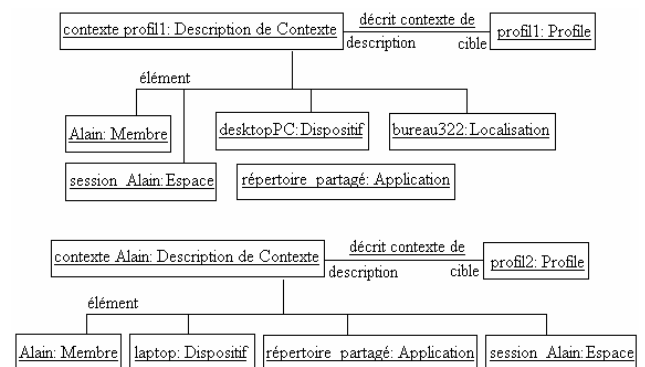 contexte profil1: Description de Contexte
décrit contexte de
description
cible
profil1: Profile
élément
Alain: Membre
desktopPC:Dispositif
bureau322:Localisation
session_Alain:Espace
répertoire_partagé: Application
contexte Alain: Description de Contexte
décrit contexte de
description
cible
profil2: Profile
élément
Alain: Membre
laptop: Dispositif
répertoire_partagé: Application
session_Alain:Espace